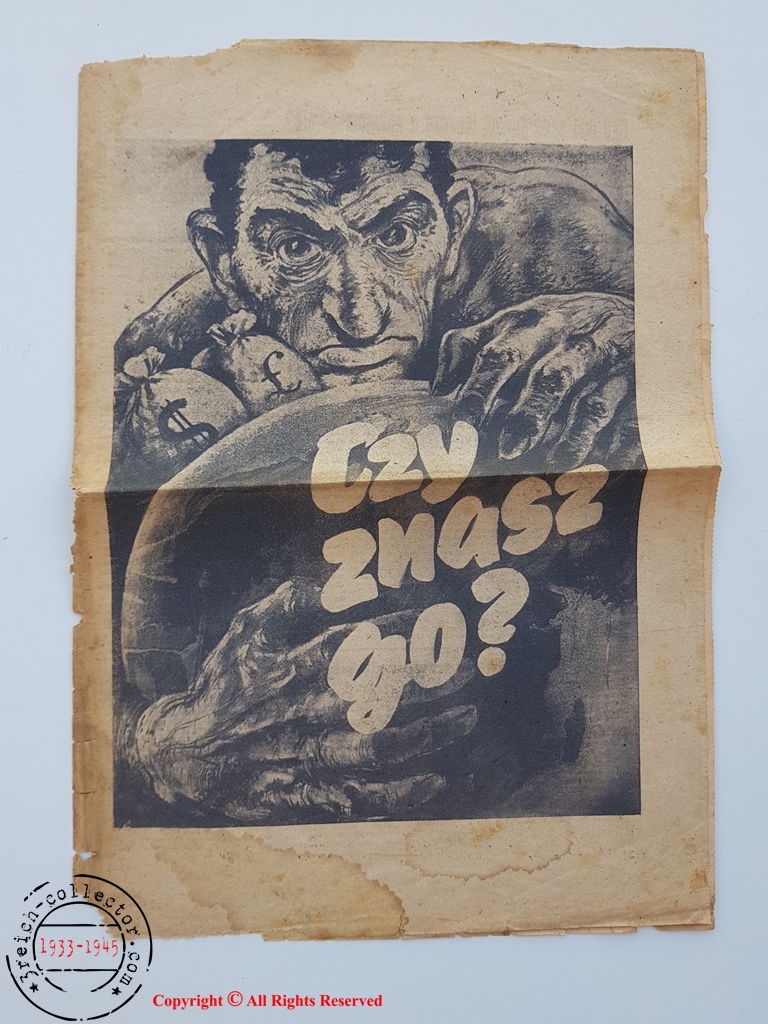 £
$
Czy
znasz
go?
3reich-collector.com
1933-1945
Copyright © All Rights Reserved